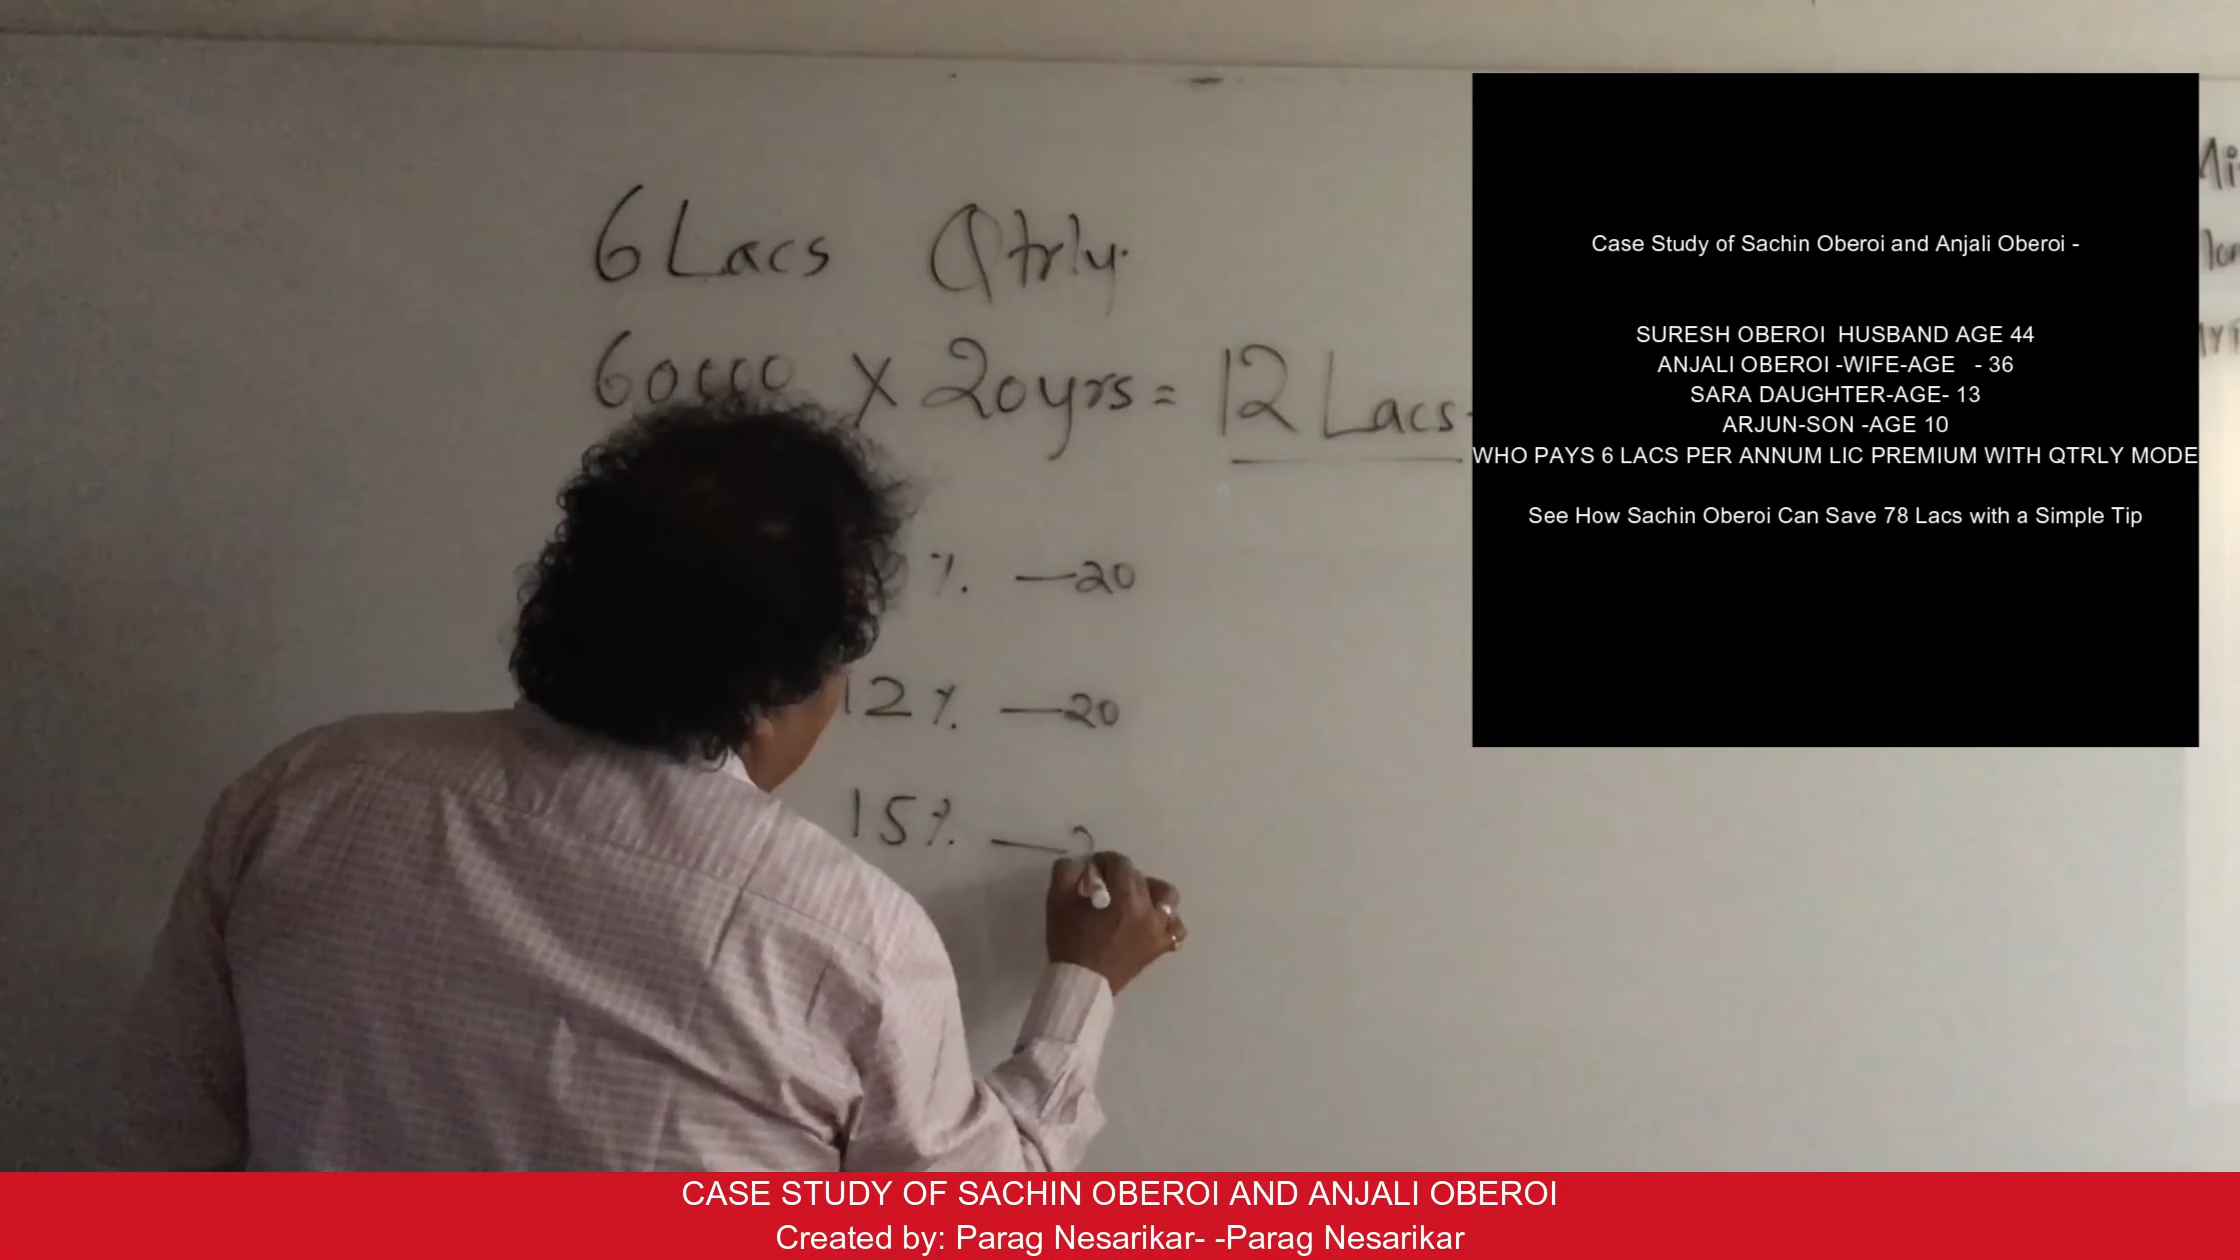 6 Lacs Qtrly.
60000 X 20yrs = 12 Lacs
% — 20
12% — 20
15% — 2
Case Study of Sachin Oberoi and Anjali Oberoi -
SURESH OBEROI HUSBAND AGE 44
ANJALI OBEROI -WIFE-AGE - 36
SARA DAUGHTER-AGE- 13
ARJUN-SON -AGE 10
WHO PAYS 6 LACS PER ANNUM LIC PREMIUM WITH QTRLY MODE
See How Sachin Oberoi Can Save 78 Lacs with a Simple Tip
CASE STUDY OF SACHIN OBEROI AND ANJALI OBEROI
Created by: Parag Nesarikar- -Parag Nesarikar